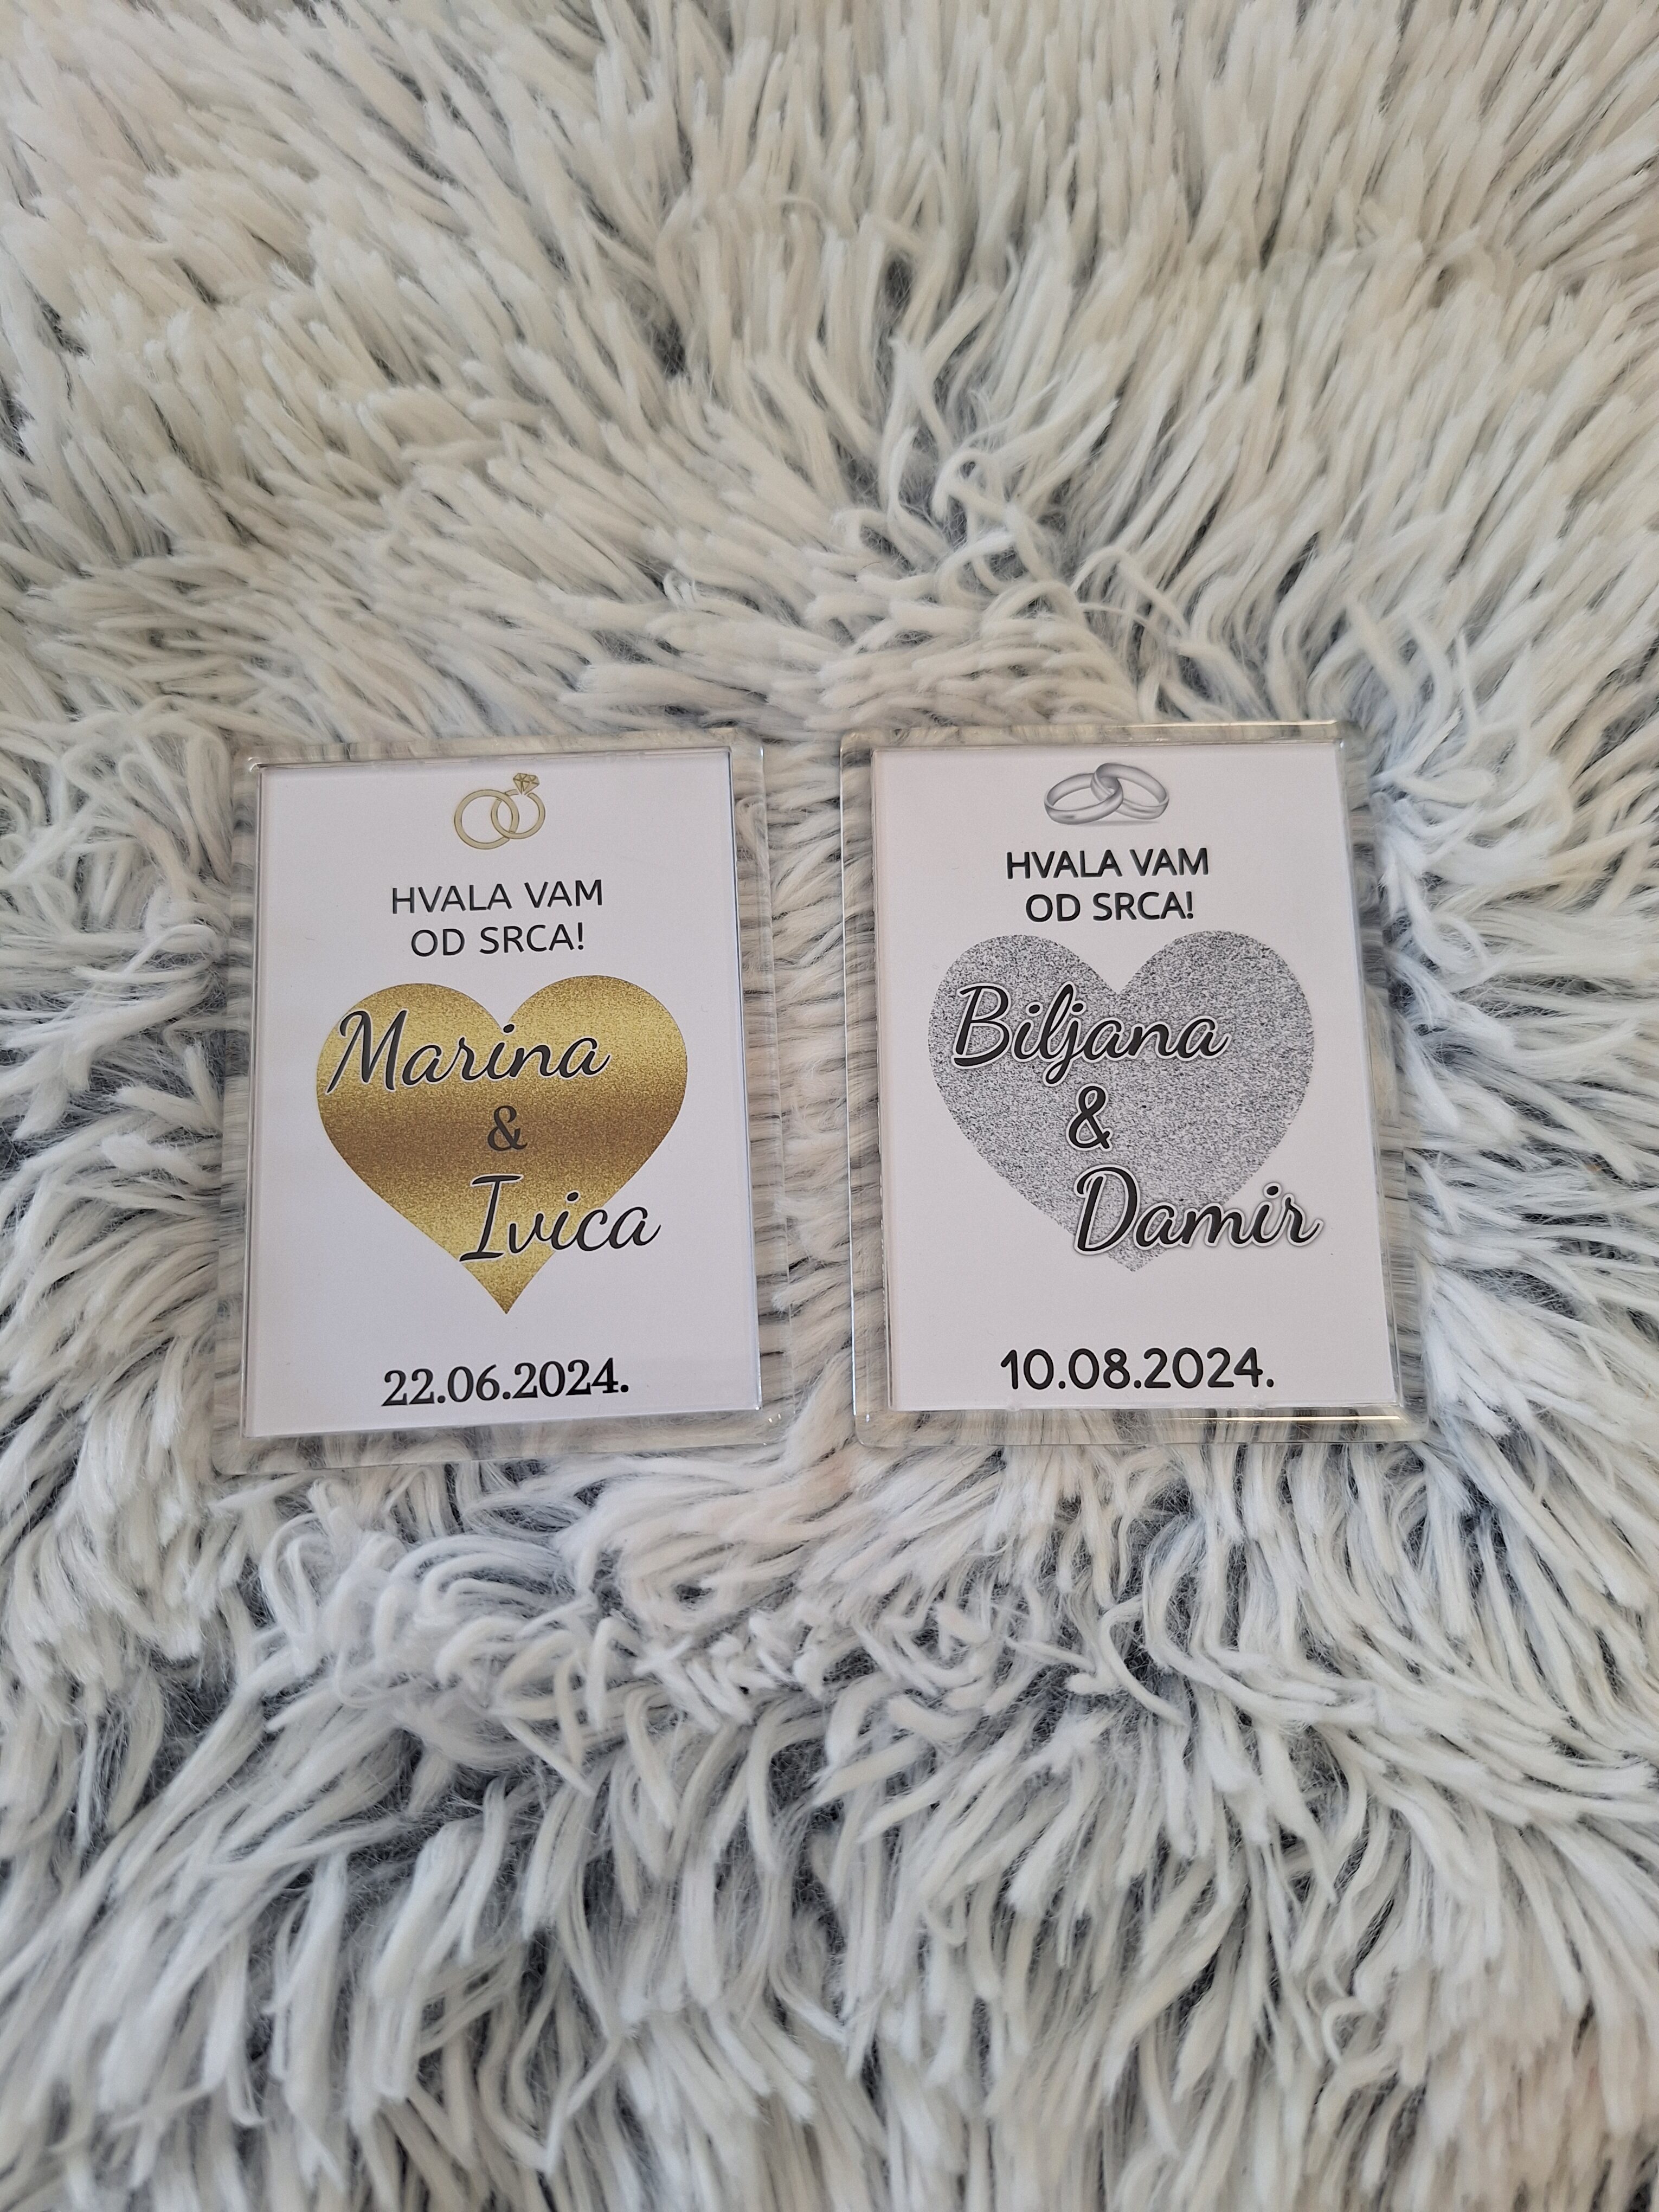 HVALA VAM
OD SRCA!
Marina
&
Ivica
22.06.2024.
HVALA VAM
OD SRCA!
Biljana
&
Damir
10.08.2024.